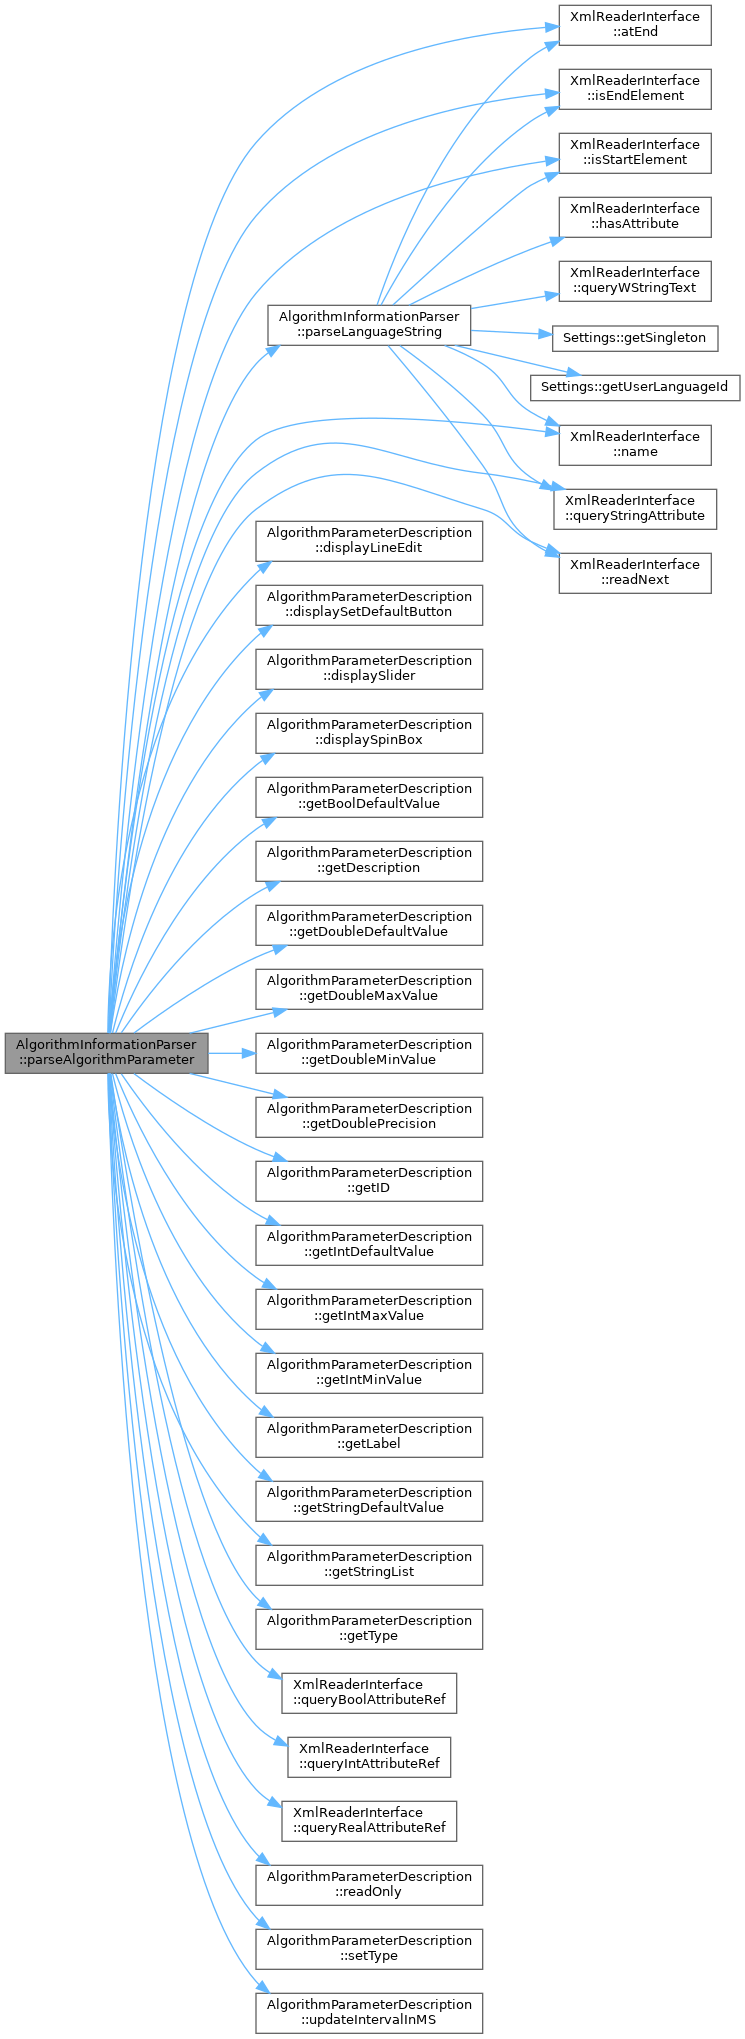 XmlReaderInterface
::atEnd
XmlReaderInterface
::isEndElement
XmlReaderInterface
::isStartElement
XmlReaderInterface
::hasAttribute
XmlReaderInterface
::queryWStringText
AlgorithmInformationParser
::parseLanguageString
Settings::getSingleton
Settings::getUserLanguageId
XmlReaderInterface
::name
XmlReaderInterface
::queryStringAttribute
XmlReaderInterface
::readNext
AlgorithmParameterDescription
::displayLineEdit
AlgorithmParameterDescription
::displaySetDefaultButton
AlgorithmParameterDescription
::displaySlider
AlgorithmParameterDescription
::displaySpinBox
AlgorithmParameterDescription
::getBoolDefaultValue
AlgorithmParameterDescription
::getDescription
AlgorithmParameterDescription
::getDoubleDefaultValue
AlgorithmParameterDescription
::getDoubleMaxValue
AlgorithmInformationParser
::parseAlgorithmParameter
AlgorithmParameterDescription
::getDoubleMinValue
AlgorithmParameterDescription
::getDoublePrecision
AlgorithmParameterDescription
::getID
AlgorithmParameterDescription
::getIntDefaultValue
AlgorithmParameterDescription
::getIntMaxValue
AlgorithmParameterDescription
::getIntMinValue
AlgorithmParameterDescription
::getLabel
AlgorithmParameterDescription
::getStringDefaultValue
AlgorithmParameterDescription
::getStringList
AlgorithmParameterDescription
::getType
XmlReaderInterface
::queryBoolAttributeRef
XmlReaderInterface
::queryIntAttributeRef
XmlReaderInterface
::queryRealAttributeRef
AlgorithmParameterDescription
::readOnly
AlgorithmParameterDescription
::setType
AlgorithmParameterDescription
::updateIntervalInMS